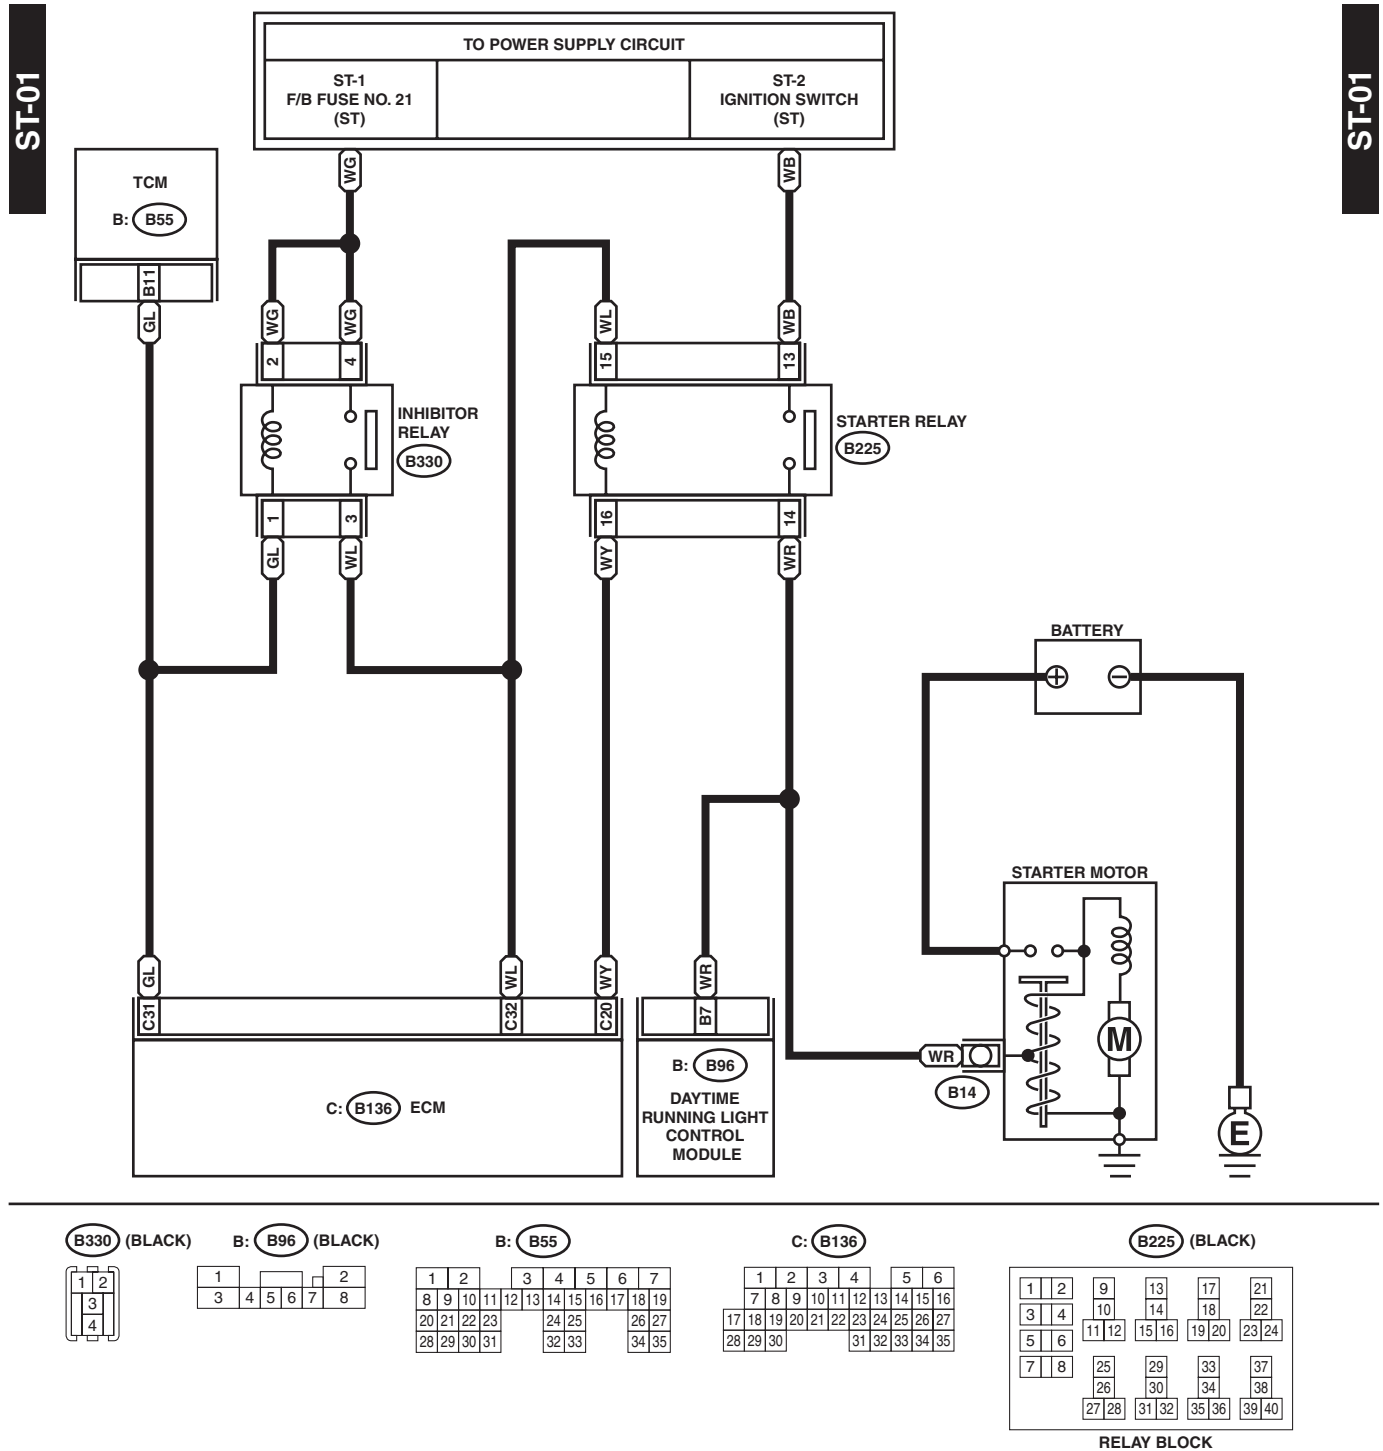 ST-01
ST-01
TO POWER SUPPLY CIRCUIT
ST-1
F/B FUSE NO. 21
(ST)
ST-2
IGNITION SWITCH
(ST)
WG
WB
TCM
B: B55
B11
GL
WG
WG
WL
WB
2
4
15
13
INHIBITOR
RELAY
B330
STARTER RELAY
B225
1
3
16
14
GL
WL
WY
WR
BATTERY
+
−
STARTER MOTOR
M
GL
WL
WY
WR
C31
C32
C20
B7
C: B136 ECM
B: B96
DAYTIME
RUNNING LIGHT
CONTROL
MODULE
WR
B14
E
B330 (BLACK)
1 2
3
4
B: B96 (BLACK)
1 2
3 4 5 6 7 8
B: B55
1 2 3 4 5 6 7
8 9 10 11 12 13 14 15 16 17 18 19
20 21 22 23 24 25 26 27
28 29 30 31 32 33 34 35
C: B136
1 2 3 4 5 6
7 8 9 10 11 12 13 14 15 16
17 18 19 20 21 22 23 24 25 26 27
28 29 30 31 32 33 34 35
B225 (BLACK)
1 2 9 13 17 21
3 4 10 14 18 22
11 12 15 16 19 20 23 24
5 6
7 8 25 29 33 37
26 30 34 38
27 28 31 32 35 36 39 40
RELAY BLOCK